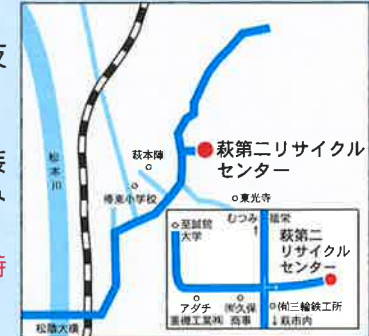 萩第二リサイクル
センター
萩本陣
椿東小学校
東光寺
松本川
松陰大橋
むつみ
↑
福栄
至誠館
大学
萩第二
リサイクル
センター
アダチ
重機工業㈱
㈲久保
商事
㈲三輪鉄工所
↓萩市内